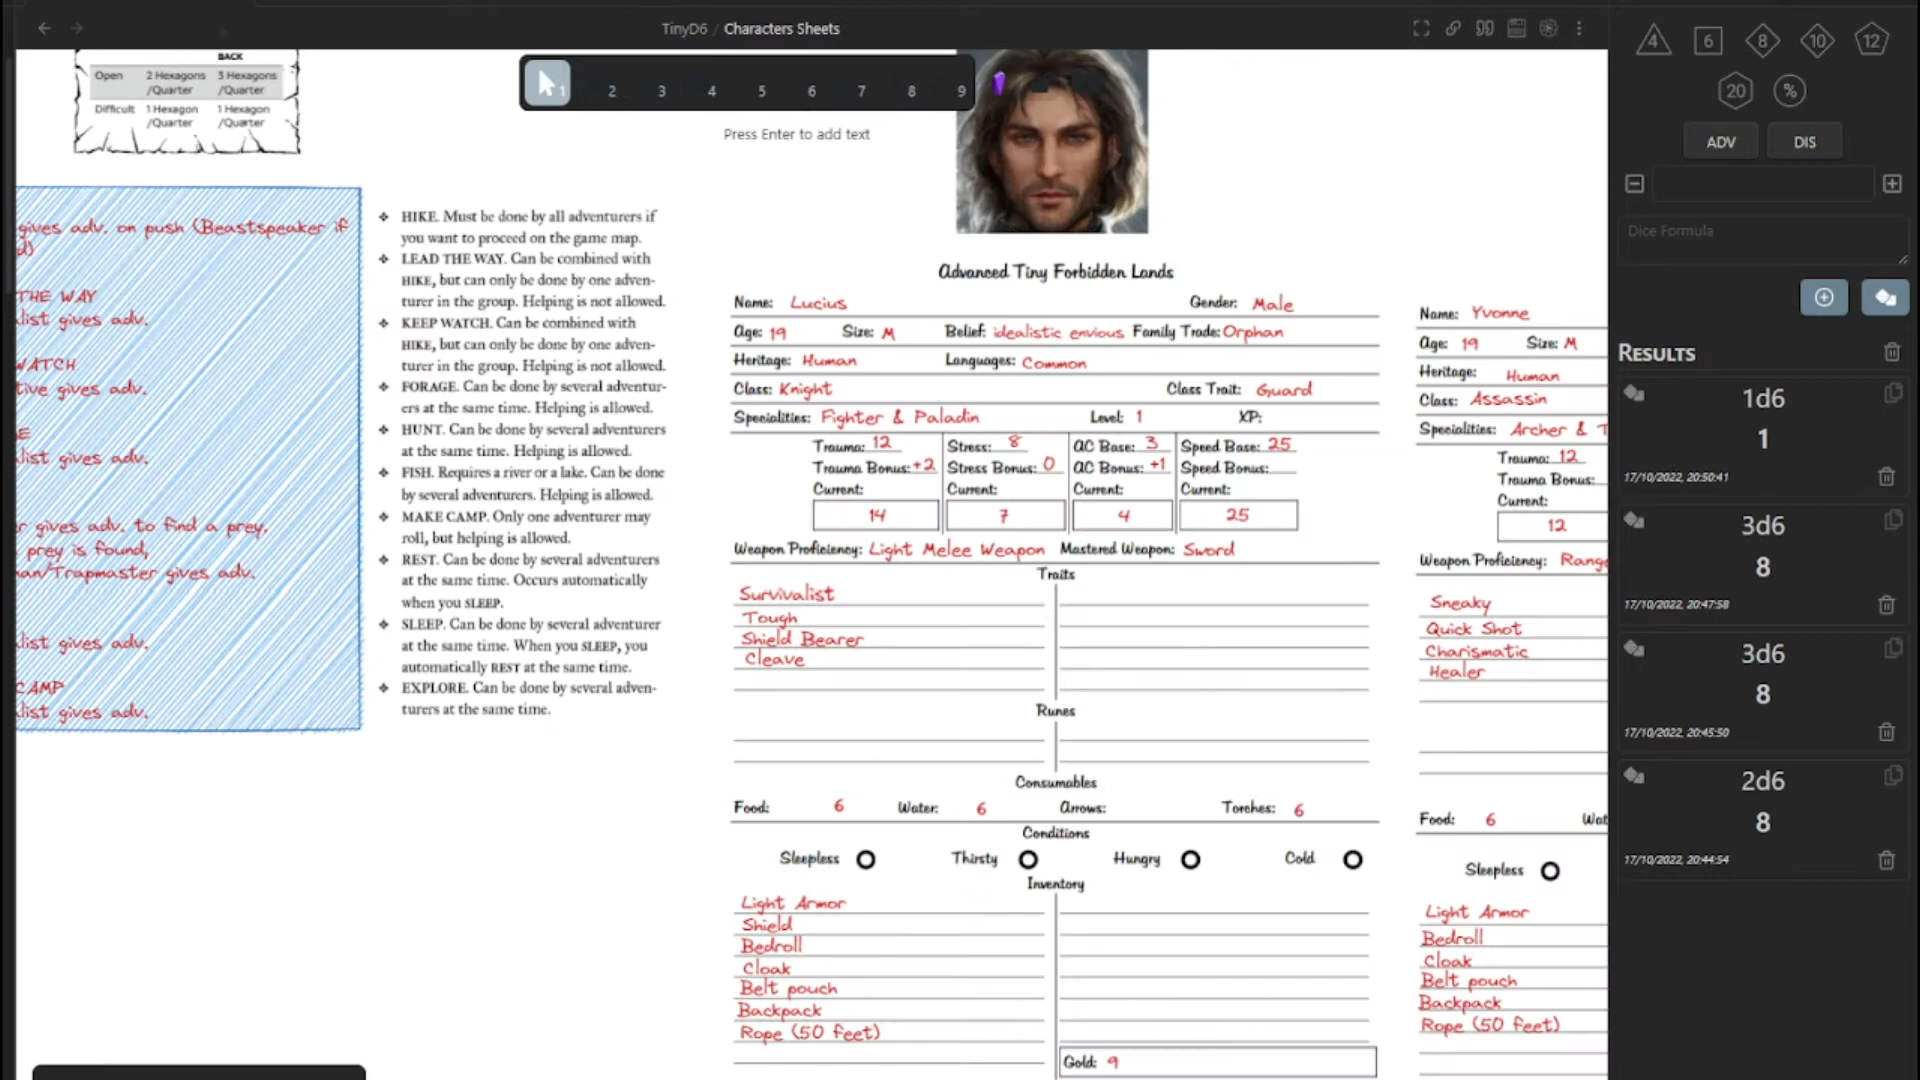 TinyD6 / Characters Sheets
1 2 3 4 5 6 7 8 9
Press Enter to add text
BACK
Open 2 Hexagons /Quarter 3 Hexagons /Quarter
Difficult 1 Hexagon /Quarter 1 Hexagon /Quarter
gives adv. on push (Beastspeaker if
d)
THE WAY
list gives adv.
WATCH
tive gives adv.
E
list gives adv.
r gives adv. to find a prey.
prey is found,
man/Trapmaster gives adv.
list gives adv.
CAMP
list gives adv.
❖ HIKE. Must be done by all adventurers if
you want to proceed on the game map.
❖ LEAD THE WAY. Can be combined with
HIKE, but can only be done by one adven-
turer in the group. Helping is not allowed.
❖ KEEP WATCH. Can be combined with
HIKE, but can only be done by one adven-
turer in the group. Helping is not allowed.
❖ FORAGE. Can be done by several adventur-
ers at the same time. Helping is allowed.
❖ HUNT. Can be done by several adventurers
at the same time. Helping is allowed.
❖ FISH. Requires a river or a lake. Can be done
by several adventurers. Helping is allowed.
❖ MAKE CAMP. Only one adventurer may
roll, but helping is allowed.
❖ REST. Can be done by several adventurers
at the same time. Occurs automatically
when you SLEEP.
❖ SLEEP. Can be done by several adventurer
at the same time. When you SLEEP, you
automatically REST at the same time.
❖ EXPLORE. Can be done by several adven-
turers at the same time.
Advanced Tiny Forbidden Lands
Name: Lucius Gender: Male
Age: 19 Size: M Belief: idealistic envious Family Trade: Orphan
Heritage: Human Languages: Common
Class: Knight Class Trait: Guard
Specialities: Fighter & Paladin Level: 1 XP:
Trauma: 12 Stress: 8 AC Base: 3 Speed Base: 25
Trauma Bonus: +2 Stress Bonus: 0 AC Bonus: +1 Speed Bonus:
Current: Current: Current: Current:
14 7 4 25
Weapon Proficiency: Light Melee Weapon Mastered Weapon: Sword
Traits
Survivalist
Tough
Shield Bearer
Cleave
Runes
Consumables
Food: 6 Water: 6 Arrows: Torches: 6
Conditions
Sleepless Thirsty Hungry Cold
Inventory
Light Armor
Shield
Bedroll
Cloak
Belt pouch
Backpack
Rope (50 feet)
Gold: 9
Name: Yvonne
Age: 19 Size: M
Heritage: Human
Class: Assassin
Specialities: Archer & T
Trauma: 12
Trauma Bonus:
Current:
12
Weapon Proficiency: Range
Sneaky
Quick Shot
Charismatic
Healer
Food: 6 Wat
Sleepless
Light Armor
Bedroll
Cloak
Belt pouch
Backpack
Rope (50 feet)
4 6 8 10 12
20 %
ADV DIS
Dice Formula
RESULTS
1d6
1
17/10/2022, 20:50:41
3d6
8
17/10/2022, 20:47:58
3d6
8
17/10/2022, 20:45:50
2d6
8
17/10/2022, 20:44:54